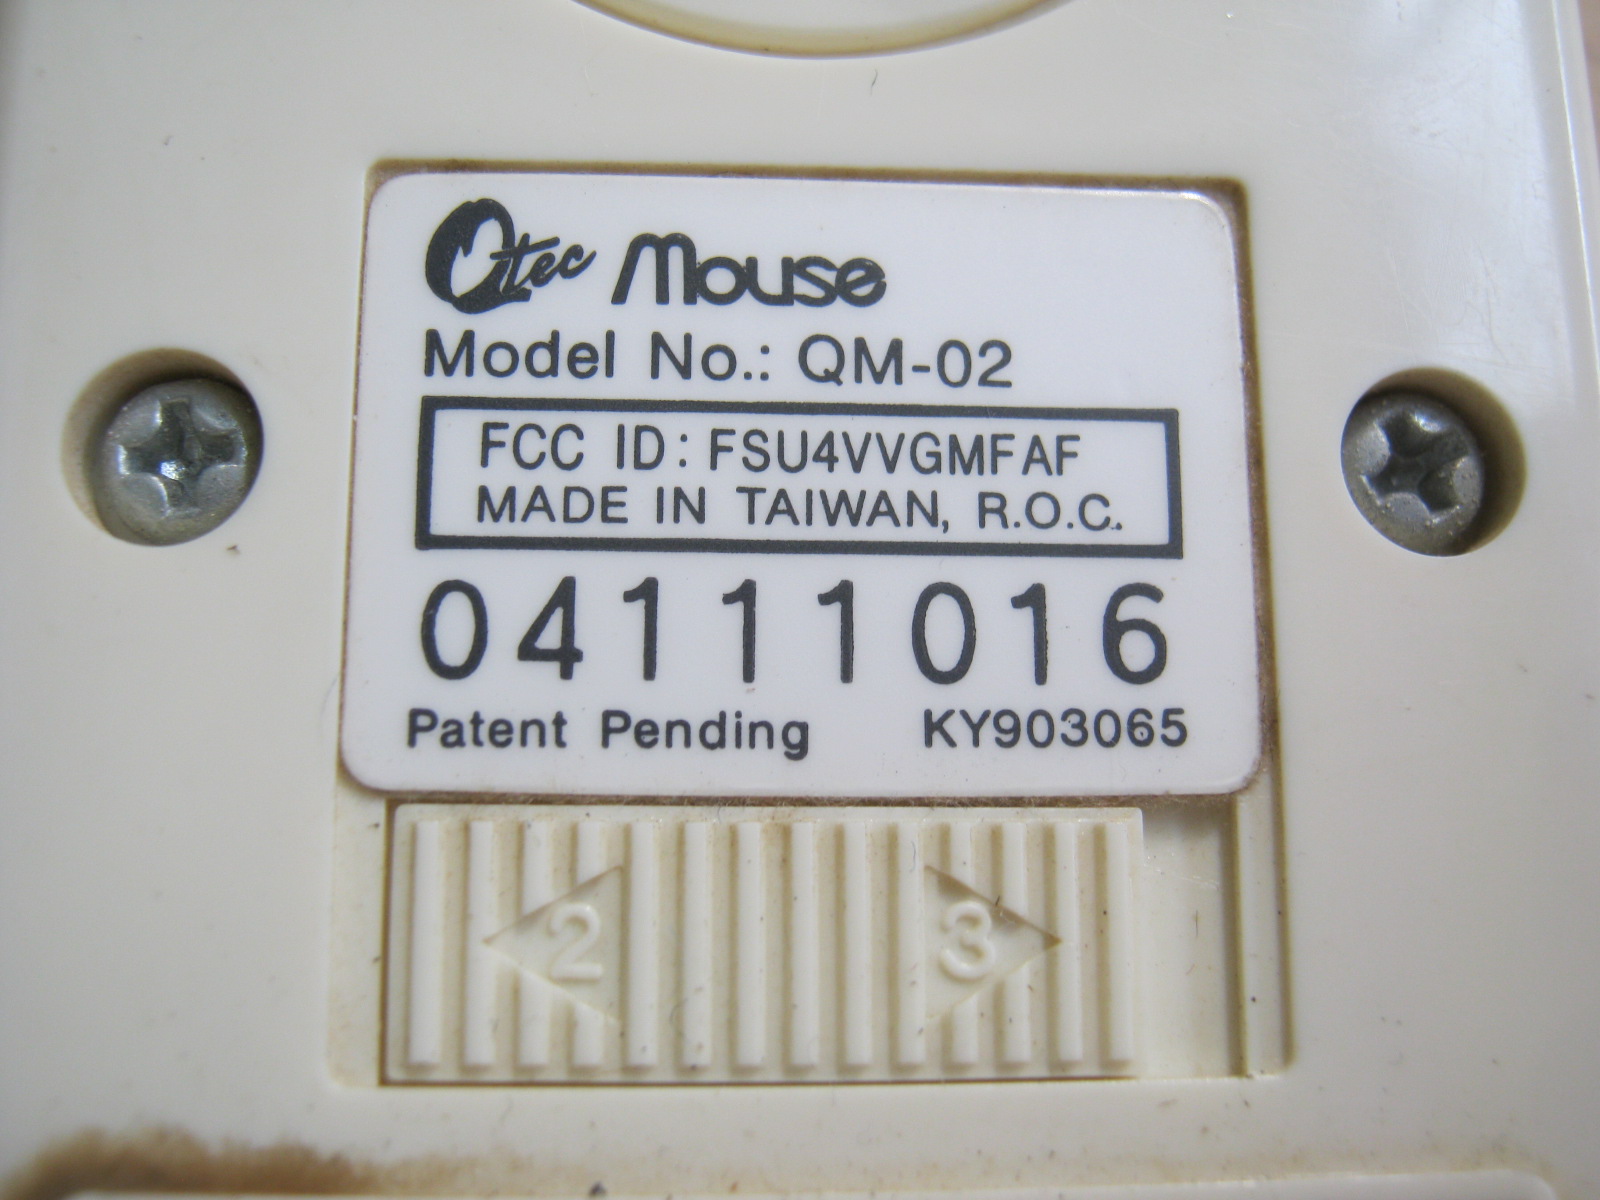 Qtec Mouse
Model No.: QM-02
FCC ID: FSU4VVGMFAF
MADE IN TAIWAN, R.O.C.
04111016
Patent Pending KY903065
2 3